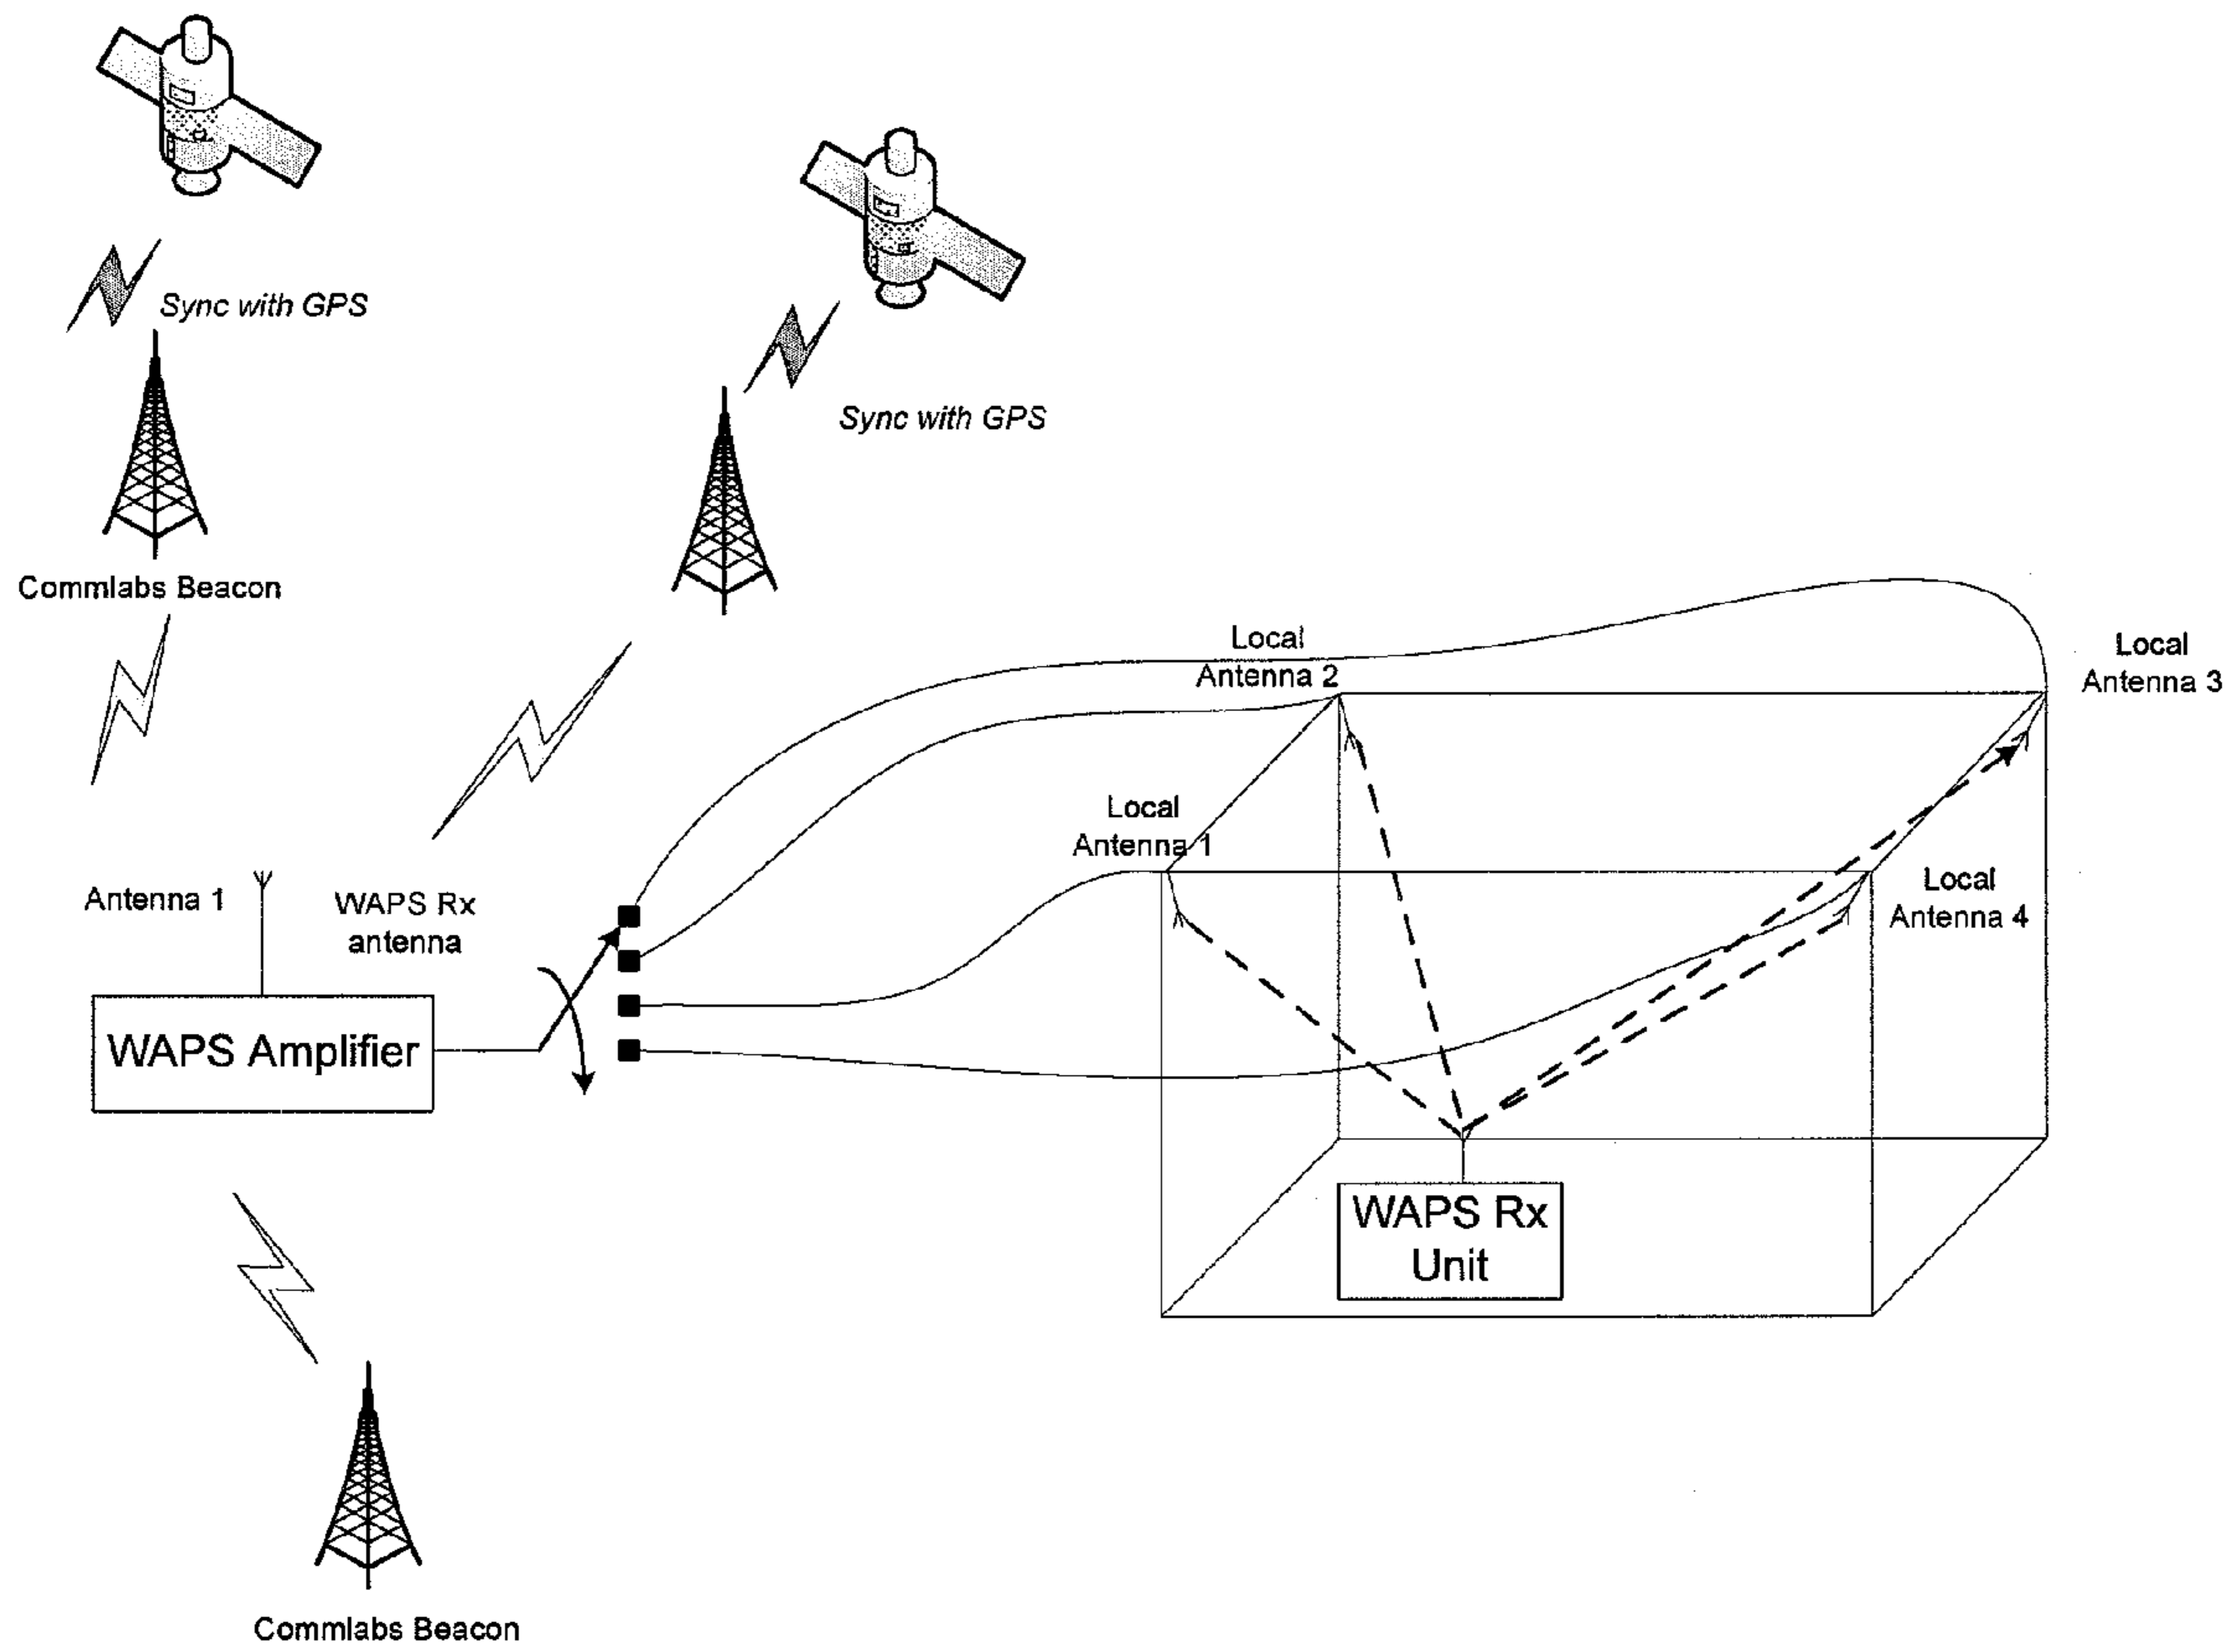 Sync with GPS
Sync with GPS
Commlabs Beacon
Local
Antenna 2
Local
Antenna 3
Local
Antenna 1
Antenna 1
WAPS Rx
antenna
Local
Antenna 4
WAPS Amplifier
WAPS Rx
Unit
Commlabs Beacon